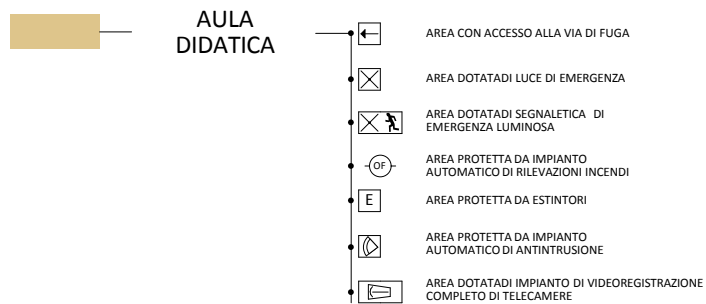 AULA
DIDATICA
AREA CON ACCESSO ALLA VIA DI FUGA
AREA DOTATADI LUCE DI EMERGENZA
AREA DOTATADI SEGNALETICA DI
EMERGENZA LUMINOSA
OF
AREA PROTETTA DA IMPIANTO
AUTOMATICO DI RILEVAZIONI INCENDI
E
AREA PROTETTA DA ESTINTORI
AREA PROTETTA DA IMPIANTO
AUTOMATICO DI ANTINTRUSIONE
AREA DOTATADI IMPIANTO DI VIDEOREGISTRAZIONE
COMPLETO DI TELECAMERE